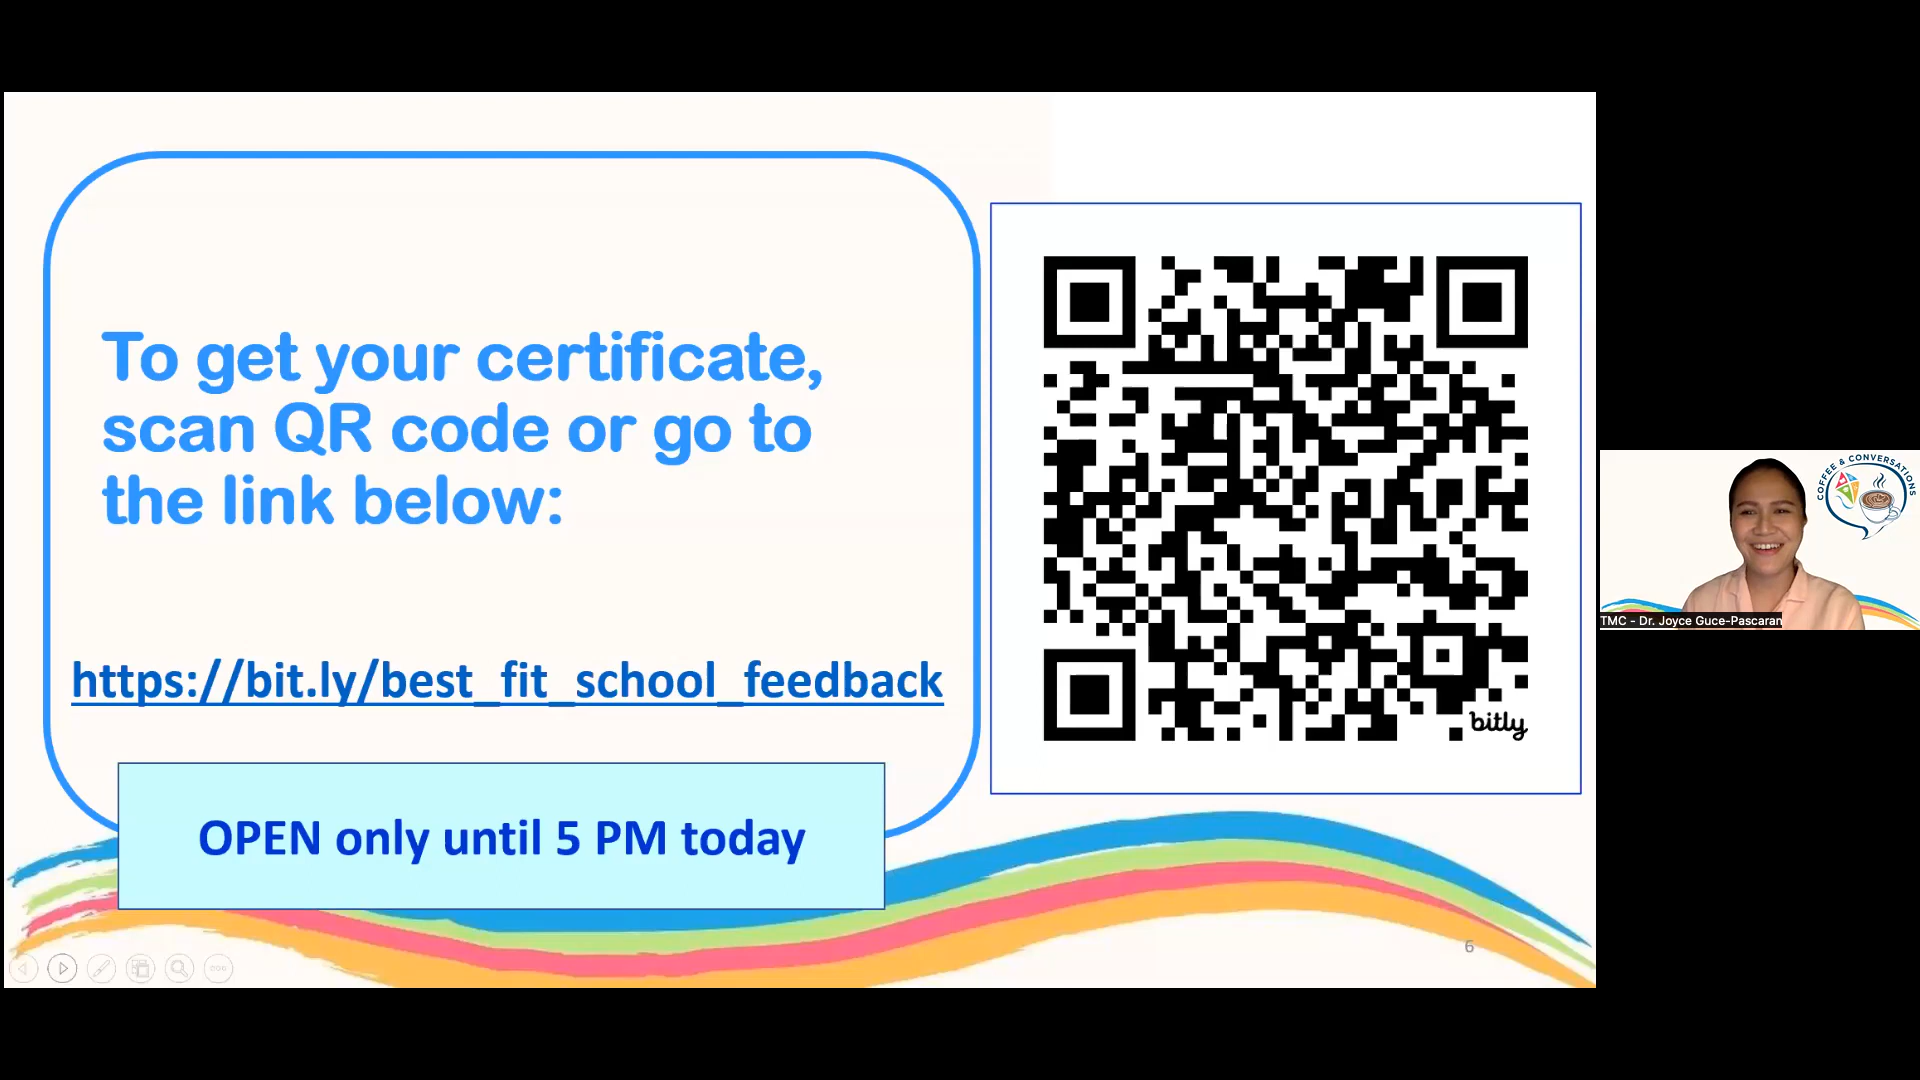 To get your certificate,
scan QR code or go to
the link below:
https://bit.ly/best_fit_school_feedback
OPEN only until 5 PM today
bitly
6
COFFEE & CONVERSATIONS
TMC - Dr. Joyce Guce-Pascaran